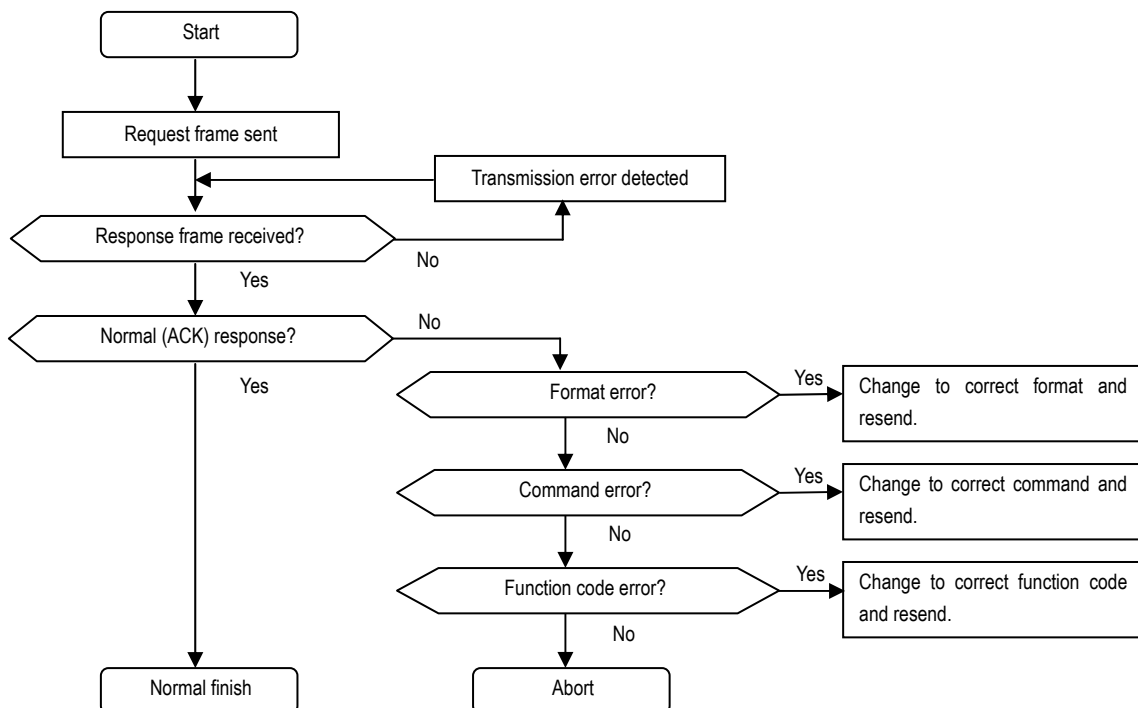 Start
Request frame sent
Transmission error detected
Response frame received?
No
Yes
Normal (ACK) response?
No
Yes
Format error?
Yes
Change to correct format and
resend.
No
Command error?
Yes
Change to correct command and
resend.
No
Function code error?
Yes
Change to correct function code
and resend.
No
Normal finish
Abort